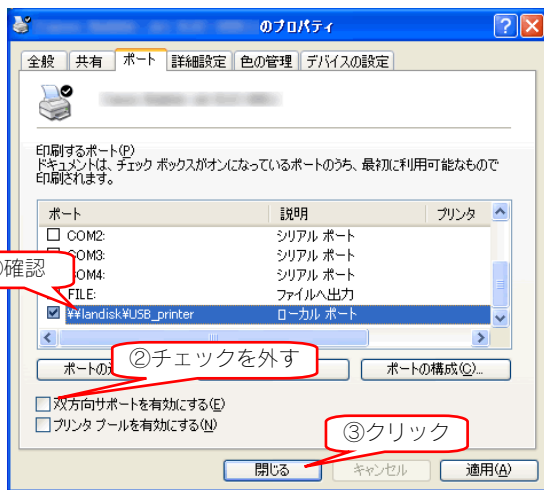 のプロパティ
全般 共有 ポート 詳細設定 色の管理 デバイスの設定
印刷するポート(P)
ドキュメントは、チェック ボックスがオンになっているポートのうち、最初に利用可能なもので
印刷されます。
ポート 説明 プリンタ
COM2: シリアル ポート
COM3: シリアル ポート
①確認
COM4: シリアル ポート
FILE: ファイルへ出力
¥¥landisk¥USB_printer ローカル ポート
②チェックを外す
ポートの ポートの構成(C)...
双方向サポートを有効にする(E)
プリンタ プールを有効にする(N)
③クリック
閉じる キャンセル 適用(A)